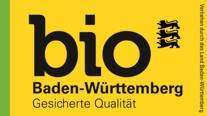 bio
Baden-Württemberg
Gesicherte Qualität
Verliehen durch das Land Baden-Württemberg